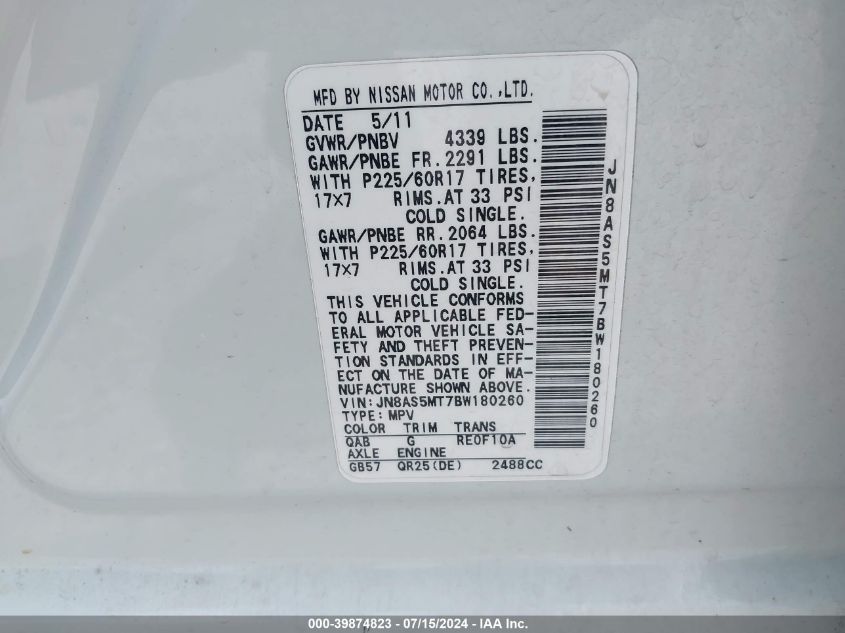 MFD BY NISSAN MOTOR CO.,LTD.
DATE 5/11
GVWR/PNBV 4339 LBS.
GAWR/PNBE FR.2291 LBS.
WITH P225/60R17 TIRES,
17×7 RIMS.AT 33 PSI
COLD SINGLE.
GAWR/PNBE RR.2064 LBS.
WITH P225/60R17 TIRES,
17×7 RIMS.AT 33 PSI
COLD SINGLE.
THIS VEHICLE CONFORMS
TO ALL APPLICABLE FED-
ERAL MOTOR VEHICLE SA-
FETY AND THEFT PREVEN-
TION STANDARDS IN EFF-
ECT ON THE DATE OF MA-
NUFACTURE SHOWN ABOVE.
VIN:JN8AS5MT7BW180260
TYPE:MPV
COLOR TRIM TRANS
QAB G RE0F10A
AXLE ENGINE
GB57 QR25(DE) 2488CC
JN8AS5MT7BW180260
000-39874823 - 07/15/2024 - IAA Inc.